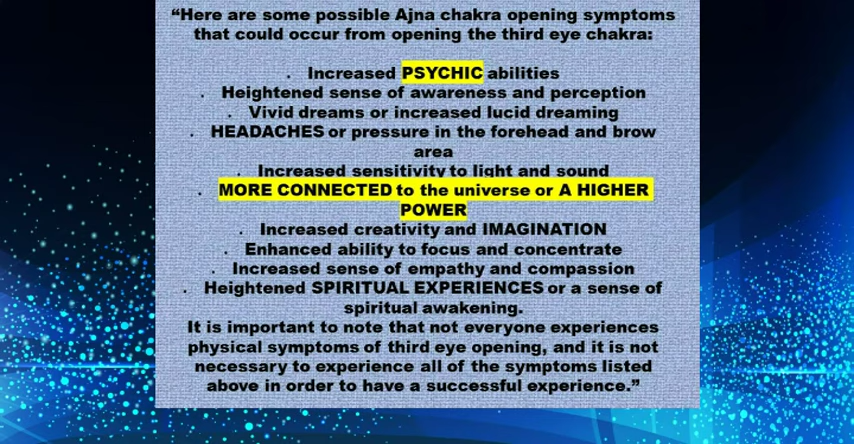 “Here are some possible Ajna chakra opening symptoms
that could occur from opening the third eye chakra:
• Increased PSYCHIC abilities
• Heightened sense of awareness and perception
• Vivid dreams or increased lucid dreaming
• HEADACHES or pressure in the forehead and brow
area
• Increased sensitivity to light and sound
• MORE CONNECTED to the universe or A HIGHER
POWER
• Increased creativity and IMAGINATION
• Enhanced ability to focus and concentrate
• Increased sense of empathy and compassion
• Heightened SPIRITUAL EXPERIENCES or a sense of
spiritual awakening.
It is important to note that not everyone experiences
physical symptoms of third eye opening, and it is not
necessary to experience all of the symptoms listed
above in order to have a successful experience.”